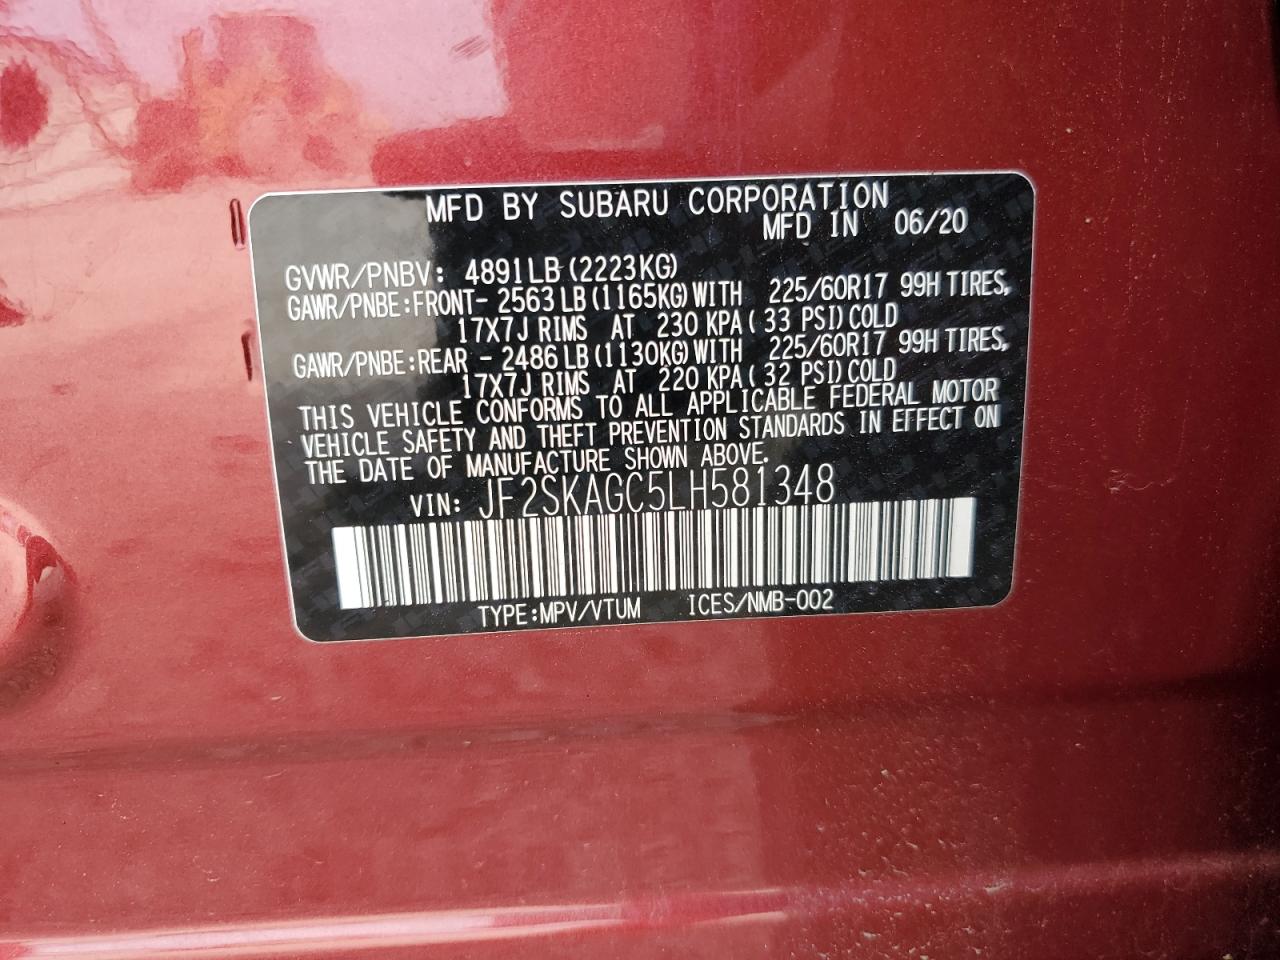 MFD BY SUBARU CORPORATION
MFD IN 06/20
GVWR/PNBV: 4891LB(2223KG)
GAWR/PNBE:FRONT- 2563LB(1165KG)WITH 225/60R17 99H TIRES,
17X7J RIMS AT 230 KPA(33 PSI)COLD
GAWR/PNBE:REAR - 2486LB(1130KG)WITH 225/60R17 99H TIRES,
17X7J RIMS AT 220 KPA(32 PSI)COLD
THIS VEHICLE CONFORMS TO ALL APPLICABLE FEDERAL MOTOR
VEHICLE SAFETY AND THEFT PREVENTION STANDARDS IN EFFECT ON
THE DATE OF MANUFACTURE SHOWN ABOVE.
VIN: JF2SKAGC5LH581348
TYPE:MPV/VTUM ICES/NMB-002